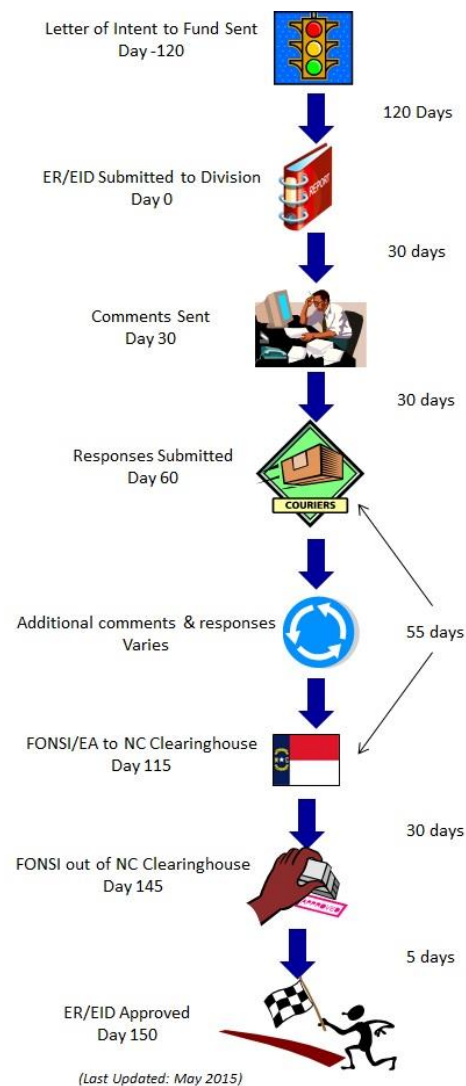 Letter of Intent to Fund Sent
Day -120
120 Days
REPORT
ER/EID Submitted to Division
Day 0
30 days
Comments Sent
Day 30
30 days
Responses Submitted
Day 60
COURIERS
Additional comments & responses
Varies
55 days
FONSI/EA to NC Clearinghouse
Day 115
30 days
FONSI out of NC Clearinghouse
Day 145
APPROVED
5 days
ER/EID Approved
Day 150
(Last Updated: May 2015)